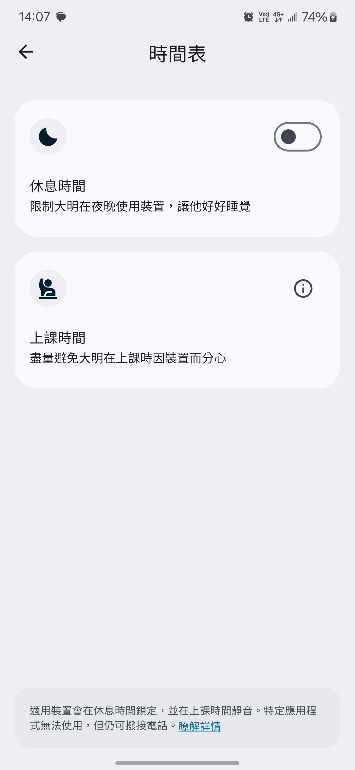 14:07 Vo)) LTE 4G+ 74%
時間表
休息時間
限制大明在夜晚使用裝置，讓他好好睡覺
上課時間
盡量避免大明在上課時因裝置而分心
適用裝置會在休息時間鎖定，並在上課時間靜音。特定應用程
式無法使用，但仍可撥接電話。瞭解詳情